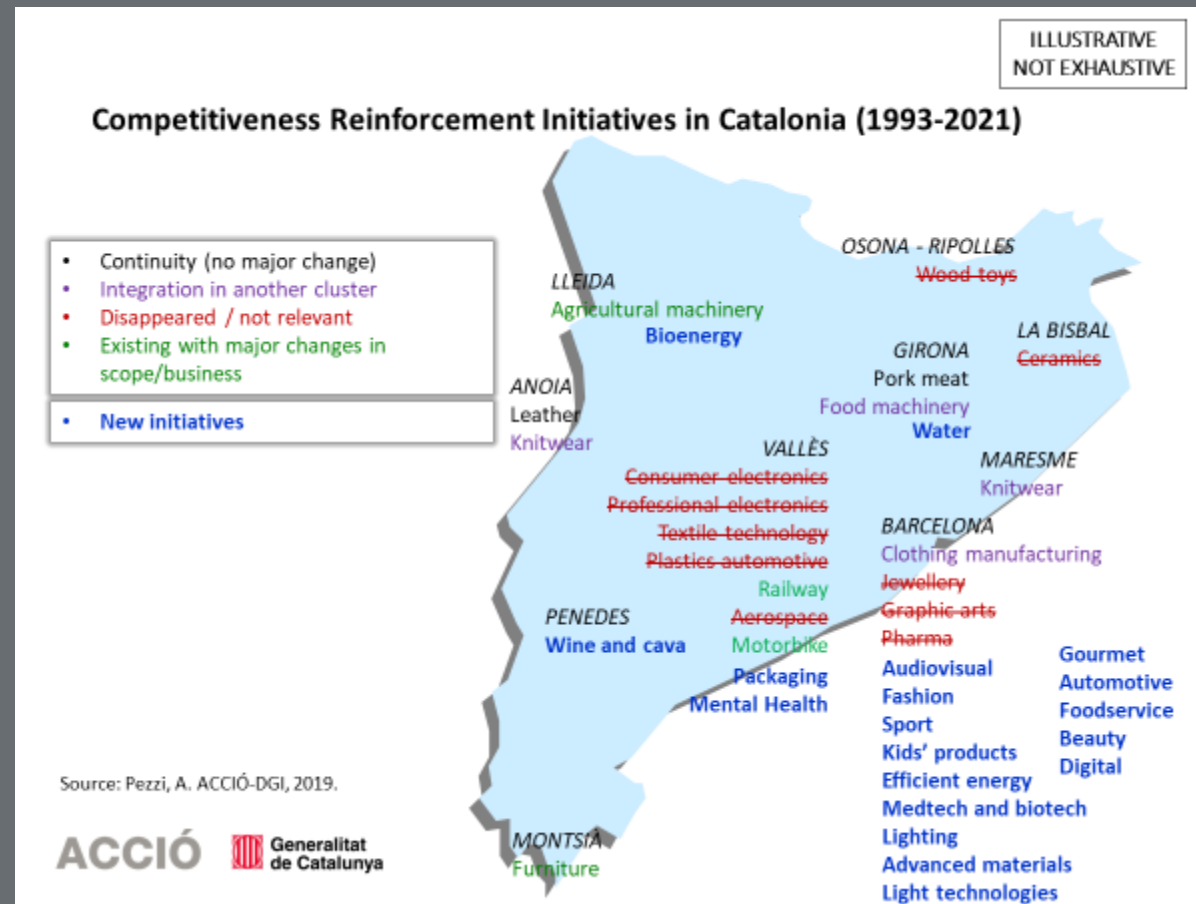 ILLUSTRATIVE
NOT EXHAUSTIVE
Competitiveness Reinforcement Initiatives in Catalonia (1993-2021)
• Continuity (no major change)
• Integration in another cluster
• Disappeared / not relevant
• Existing with major changes in
scope/business
• New initiatives
LLEIDA
Agricultural machinery
Bioenergy
OSONA - RIPOLLES
Wood toys
LA BISBAL
Ceramics
GIRONA
Pork meat
Food machinery
Water
ANOIA
Leather
Knitwear
VALLÈS
Consumer electronics
Professional electronics
Textile technology
Plastics automotive
Railway
Aerospace
Motorbike
Packaging
Mental Health
MARESME
Knitwear
BARCELONA
Clothing manufacturing
Jewellery
Graphic arts
Pharma
Audiovisual
Fashion
Sport
Kids' products
Efficient energy
Medtech and biotech
Lighting
Advanced materials
Light technologies
Gourmet
Automotive
Foodservice
Beauty
Digital
PENEDES
Wine and cava
MONTSIÀ
Furniture
Source: Pezzi, A. ACCIÓ-DGI, 2019.
ACCIÓ
Generalitat
de Catalunya